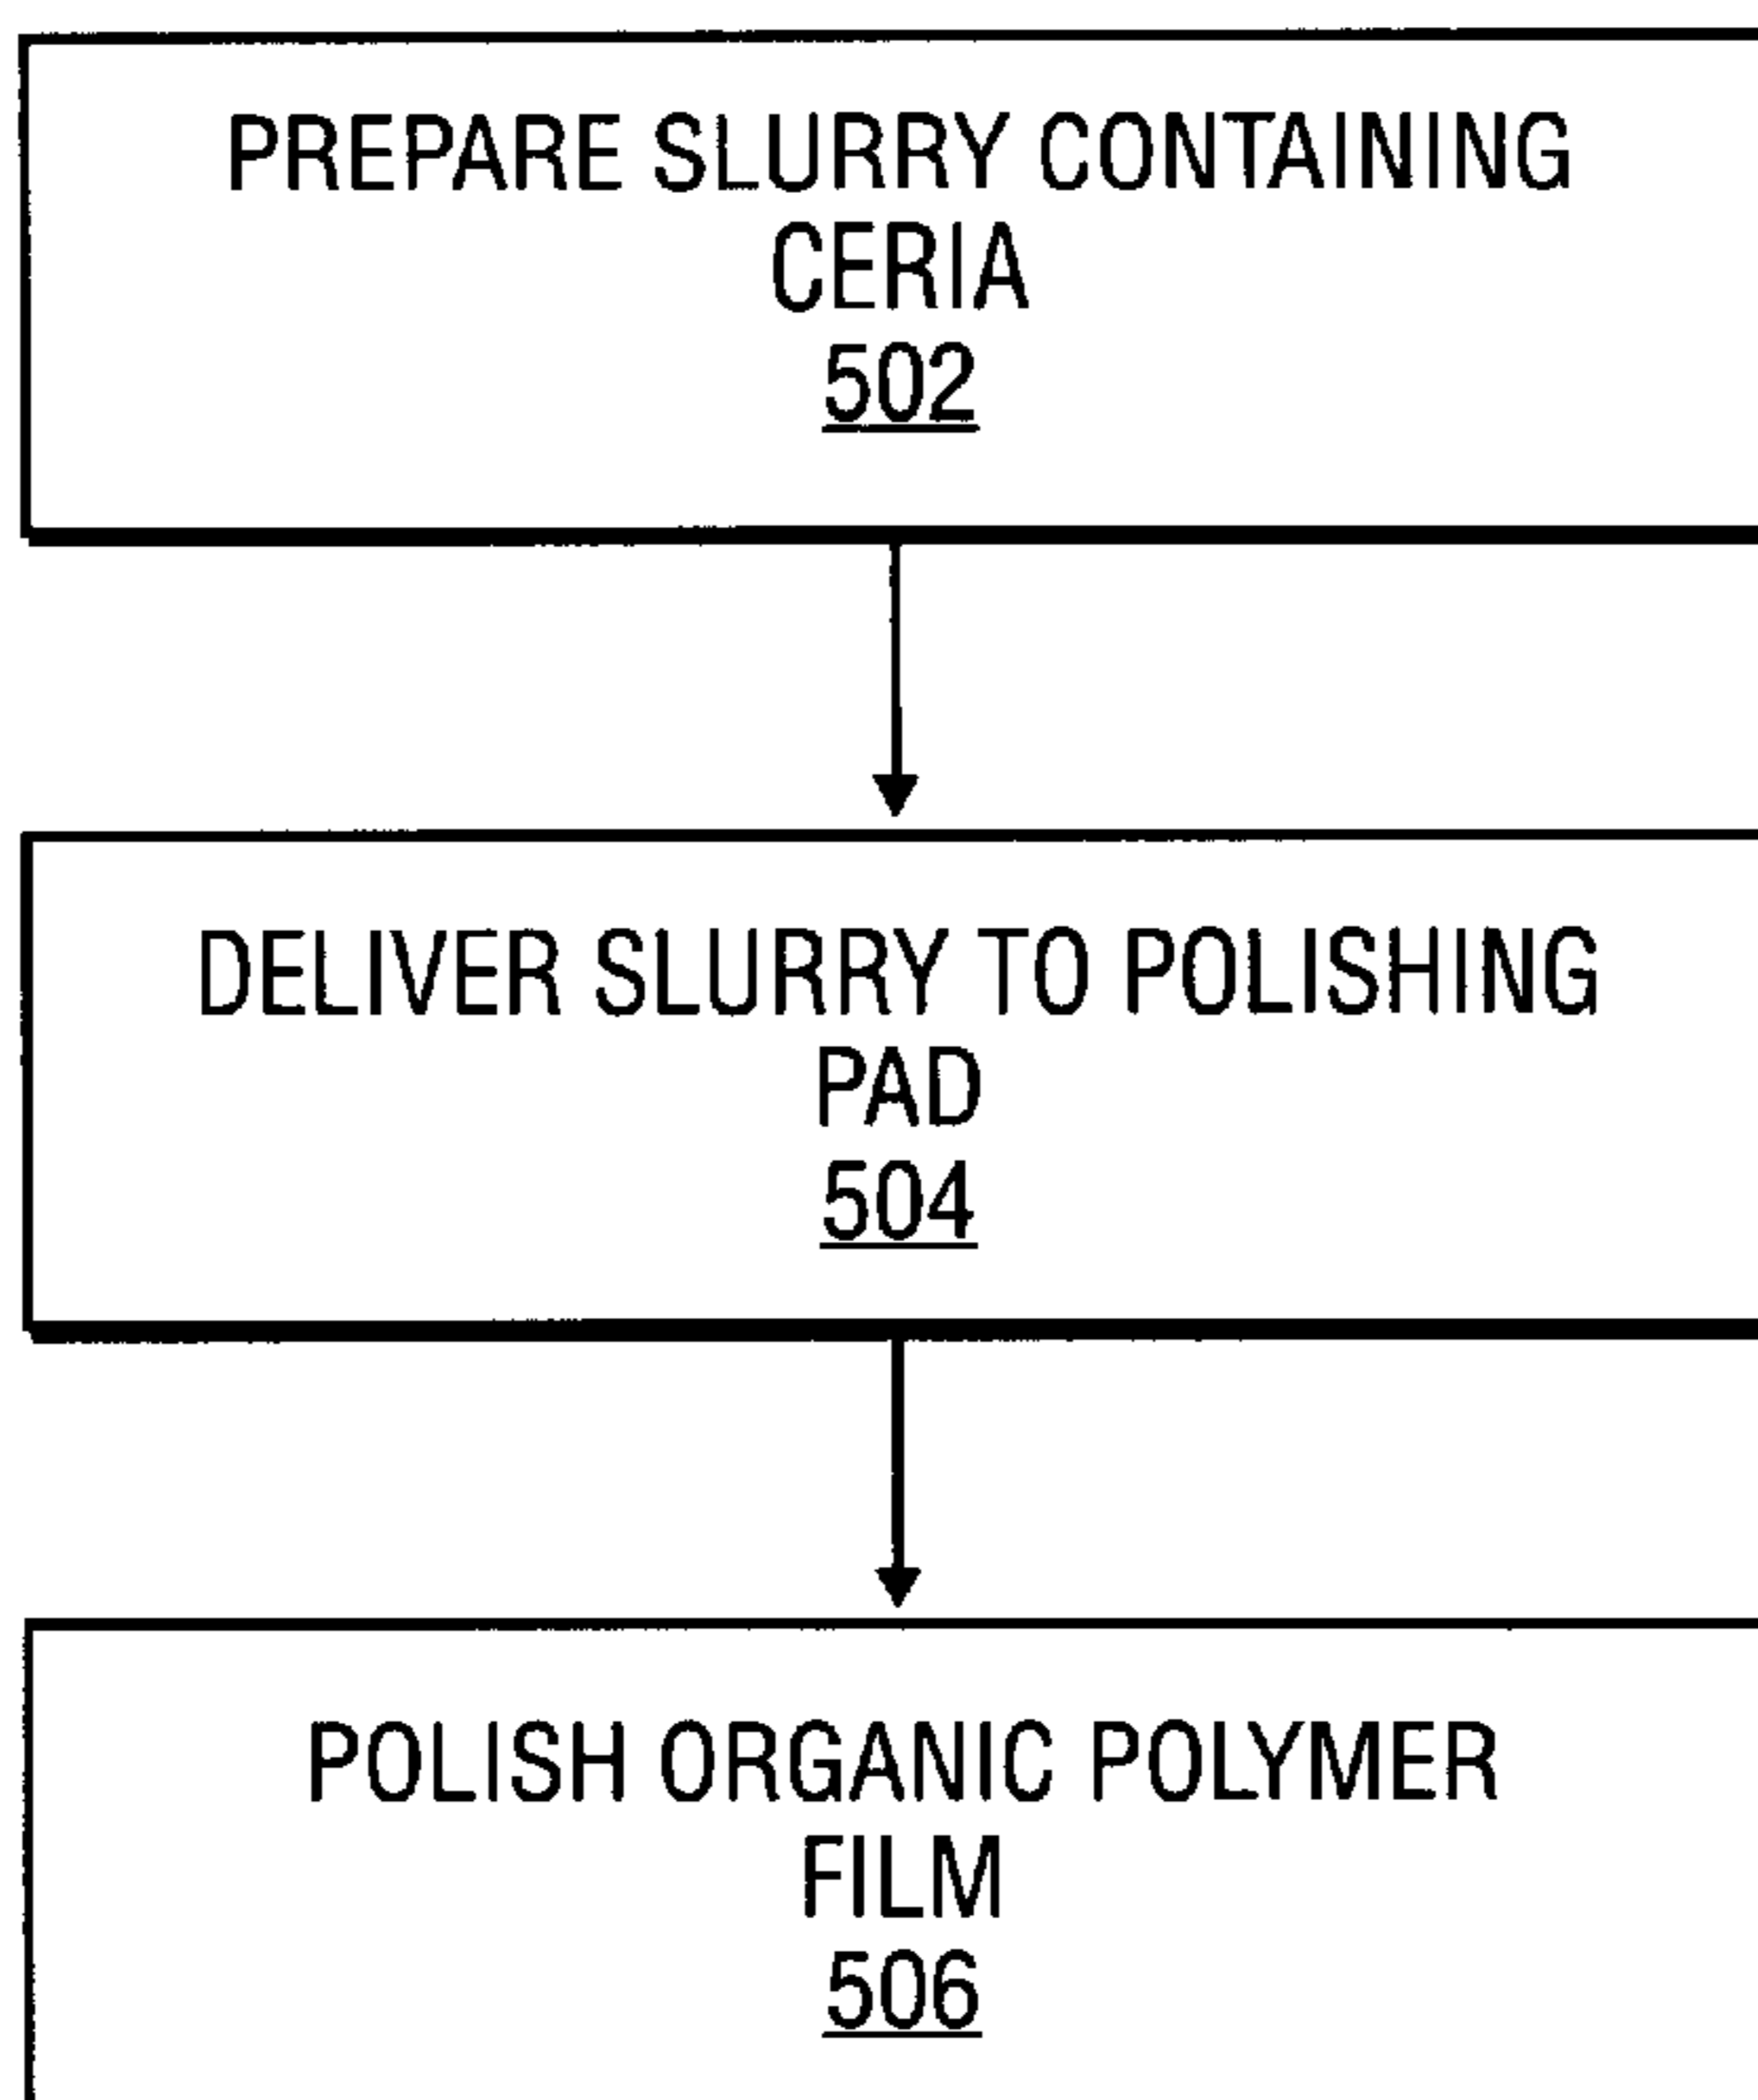 PREPARE SLURRY CONTAINING
CERIA
502
DELIVER SLURRY TO POLISHING
PAD
504
POLISH ORGANIC POLYMER
FILM
506